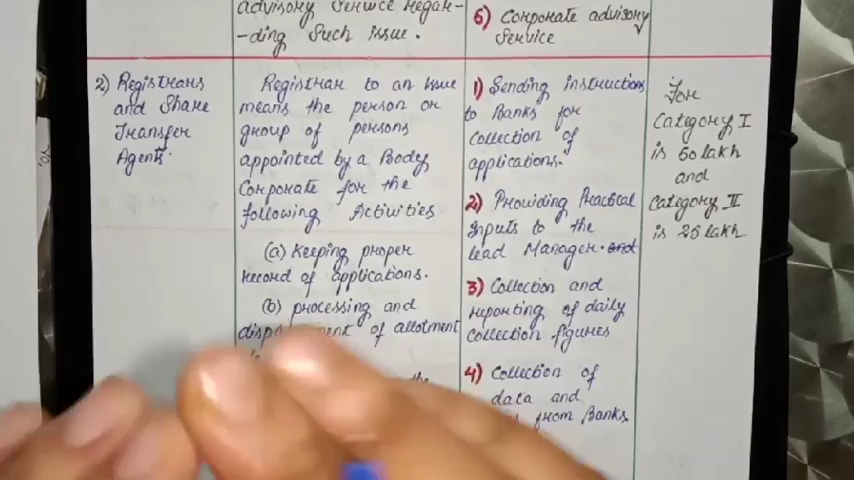 advisory Service Regar-
-ding Such issue.
5) Corporate advisory
Service
2) Registrars
and Share
Transfer
Agents.
Registrar to an issue
means the person or
group of persons
appointed by a Body
Corporate for the
following Activities
(a) Keeping proper
record of applications.
(b) processing and
of allotment
the
1) Sending instructions
to Banks for
collection of
applications.
2) Providing Practical
Inputs to the
lead Manager. and
3) Collection and
reporting of daily
collection figures
4) Collection of
data and
from Banks
For
Category I
is 50 lakh
and
Category II
is 25 lakh